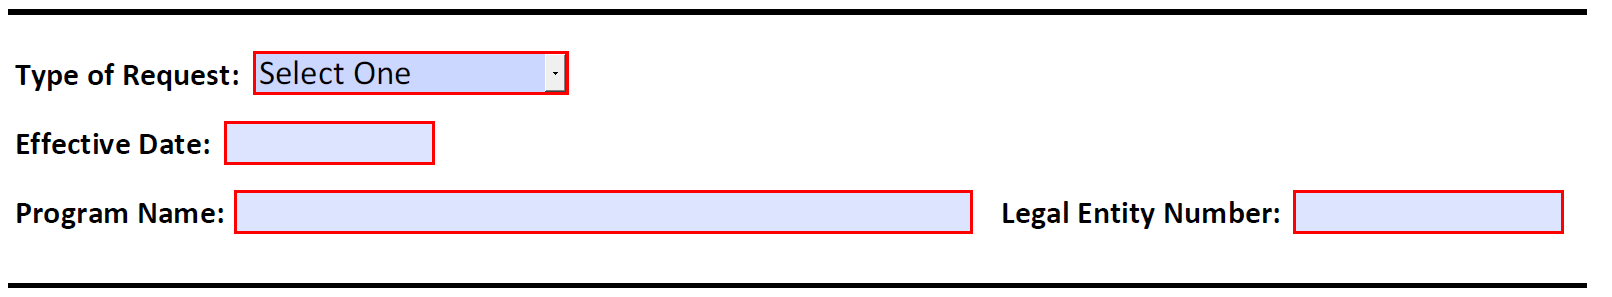 Type of Request: Select One
Effective Date:
Program Name: Legal Entity Number: